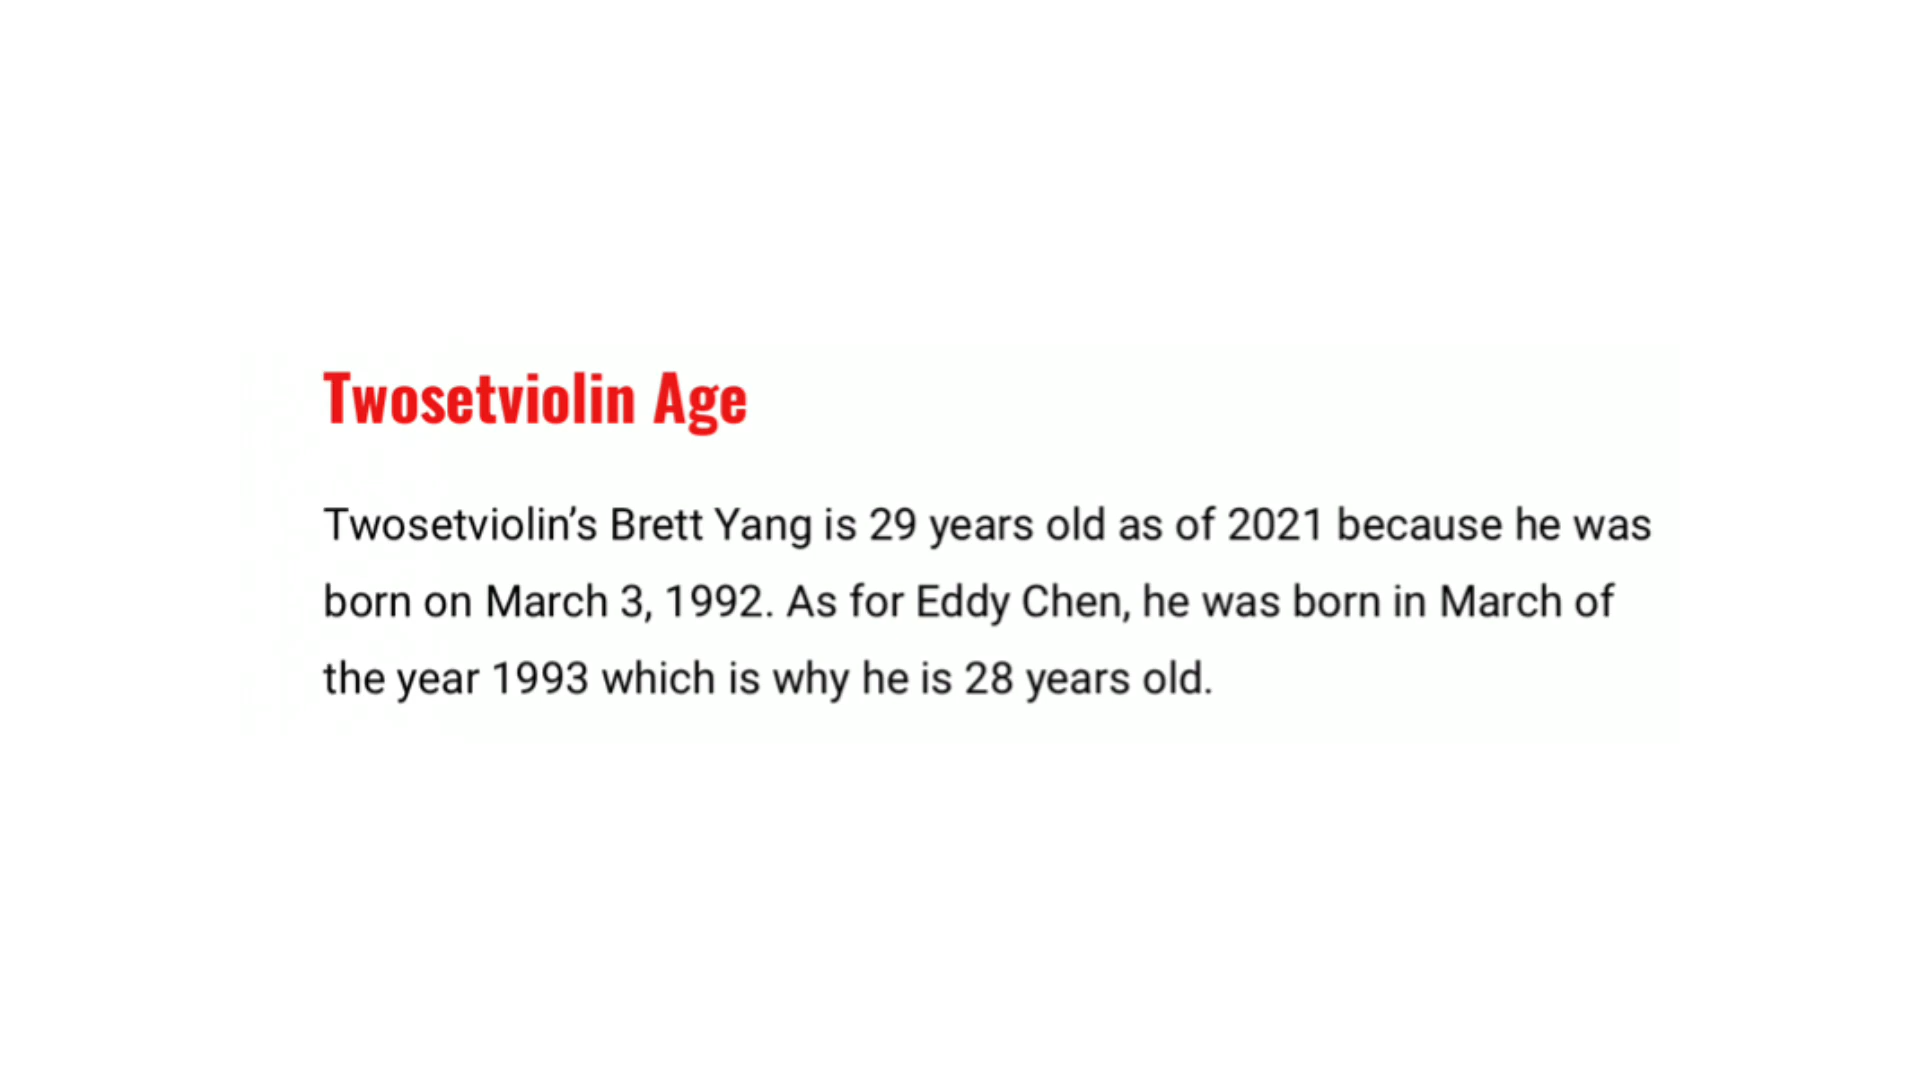 Twosetviolin Age
Twosetviolin’s Brett Yang is 29 years old as of 2021 because he was
born on March 3, 1992. As for Eddy Chen, he was born in March of
the year 1993 which is why he is 28 years old.